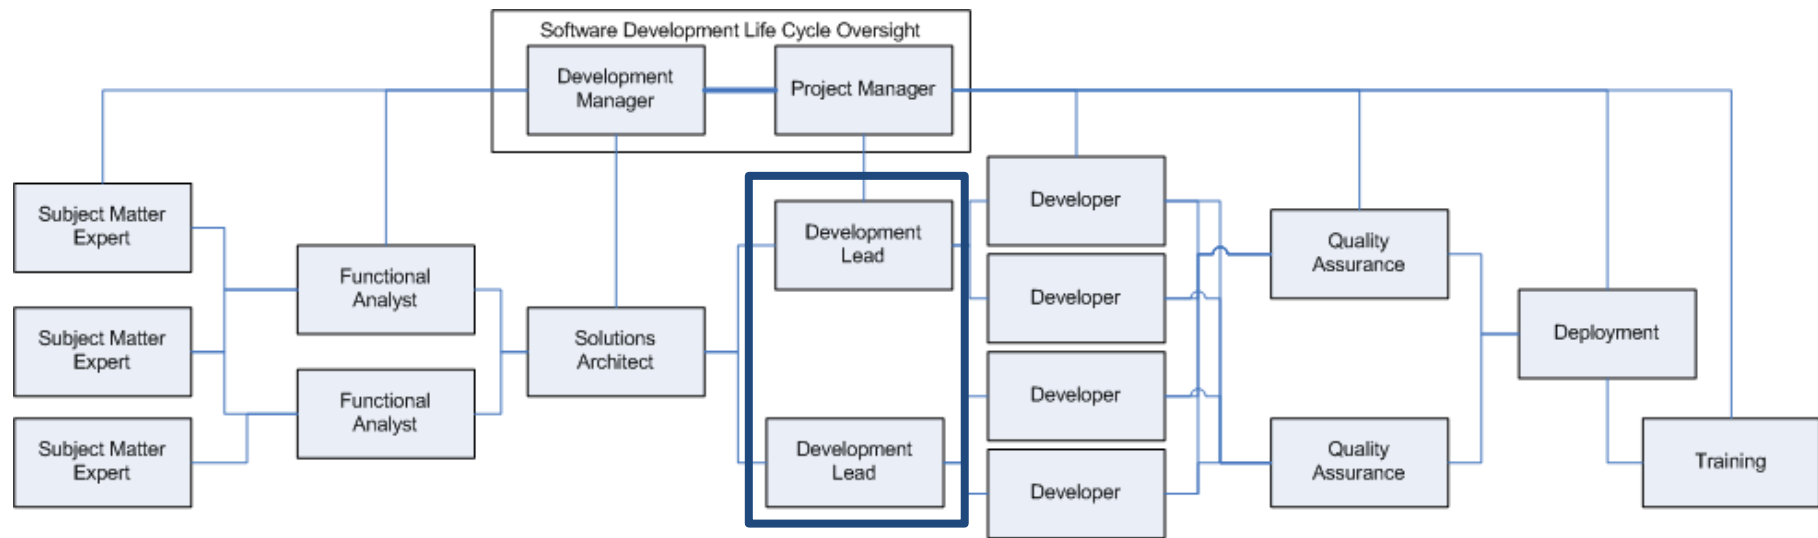 Software Development Life Cycle Oversight
Development
Manager
Project Manager
Subject Matter
Expert
Subject Matter
Expert
Subject Matter
Expert
Functional
Analyst
Functional
Analyst
Solutions
Architect
Development
Lead
Development
Lead
Developer
Developer
Developer
Developer
Quality
Assurance
Quality
Assurance
Deployment
Training